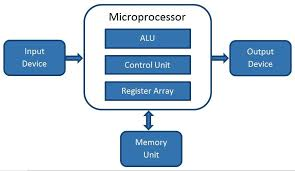 Microprocessor
ALU
Input
Device
Control Unit
Output
Device
Register Array
Memory
Unit